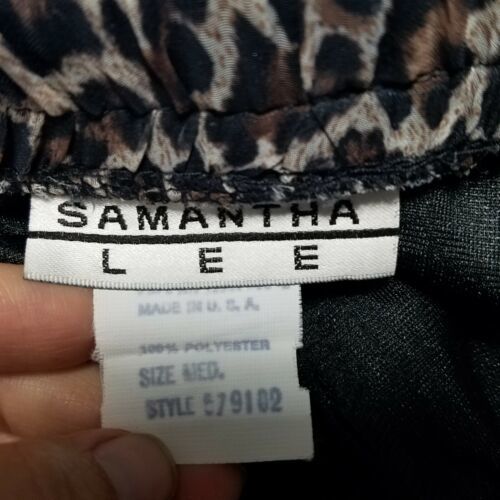 SAMANTHA
L E E
MADE IN U. S. A.
100% POLYESTER
SIZE MED.
STYLE 579102